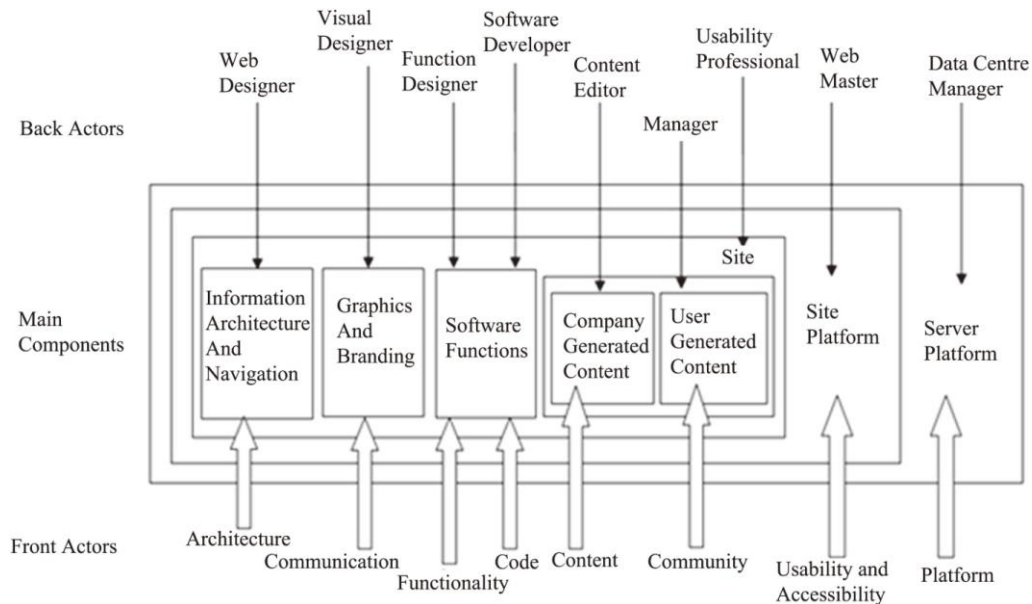 Visual
Designer
Software
Developer
Usability
Professional
Web
Designer
Function
Designer
Content
Editor
Web
Master
Data Centre
Manager
Back Actors
Manager
Site
Main
Components
Information
Architecture
And
Navigation
Graphics
And
Branding
Software
Functions
Company
Generated
Content
User
Generated
Content
Site
Platform
Server
Platform
Front Actors
Architecture
Communication
Functionality
Code
Content
Community
Usability and
Accessibility
Platform